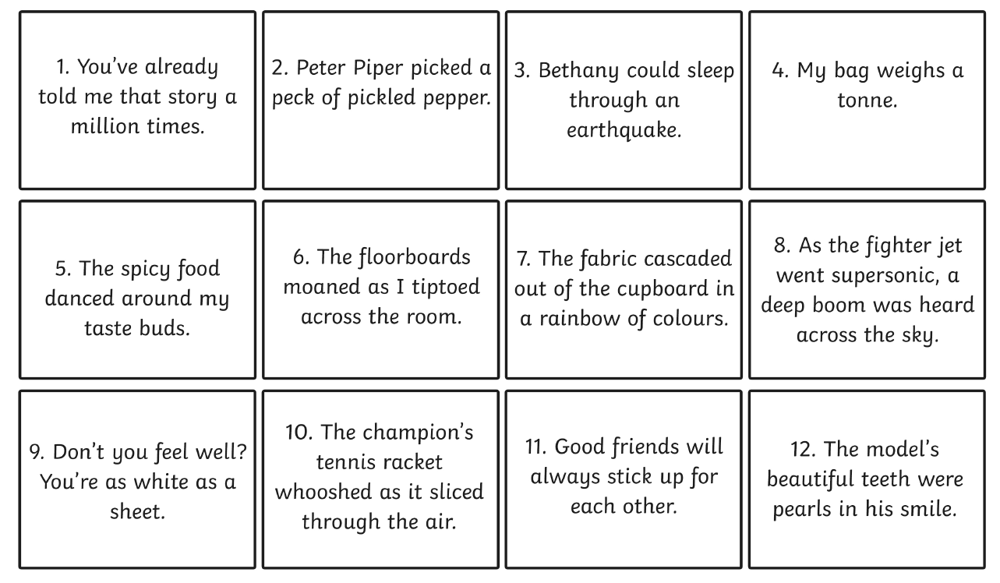 1. You've already
told me that story a
million times.
2. Peter Piper picked a
peck of pickled pepper.
3. Bethany could sleep
through an
earthquake.
4. My bag weighs a
tonne.
5. The spicy food
danced around my
taste buds.
6. The floorboards
moaned as I tiptoed
across the room.
7. The fabric cascaded
out of the cupboard in
a rainbow of colours.
8. As the fighter jet
went supersonic, a
deep boom was heard
across the sky.
9. Don't you feel well?
You're as white as a
sheet.
10. The champion's
tennis racket
whooshed as it sliced
through the air.
11. Good friends will
always stick up for
each other.
12. The model's
beautiful teeth were
pearls in his smile.